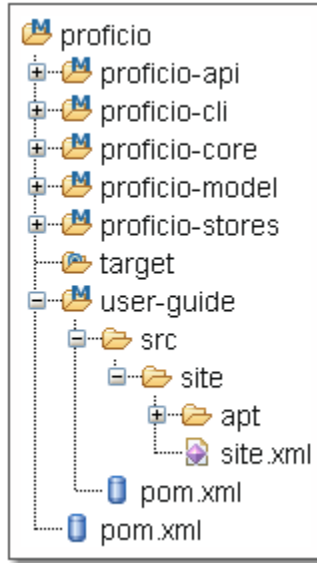 proficio
proficio-api
proficio-cli
proficio-core
proficio-model
proficio-stores
target
user-guide
src
site
apt
site.xml
pom.xml
pom.xml